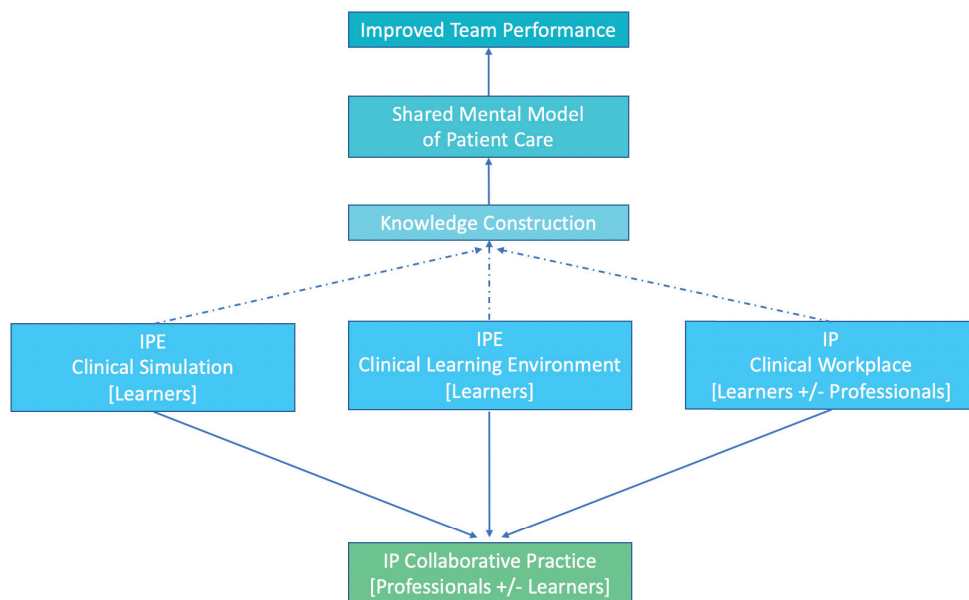 Improved Team Performance
Shared Mental Model
of Patient Care
Knowledge Construction
IPE
Clinical Simulation
[Learners]
IPE
Clinical Learning Environment
[Learners]
IP
Clinical Workplace
[Learners +/- Professionals]
IP Collaborative Practice
[Professionals +/- Learners]